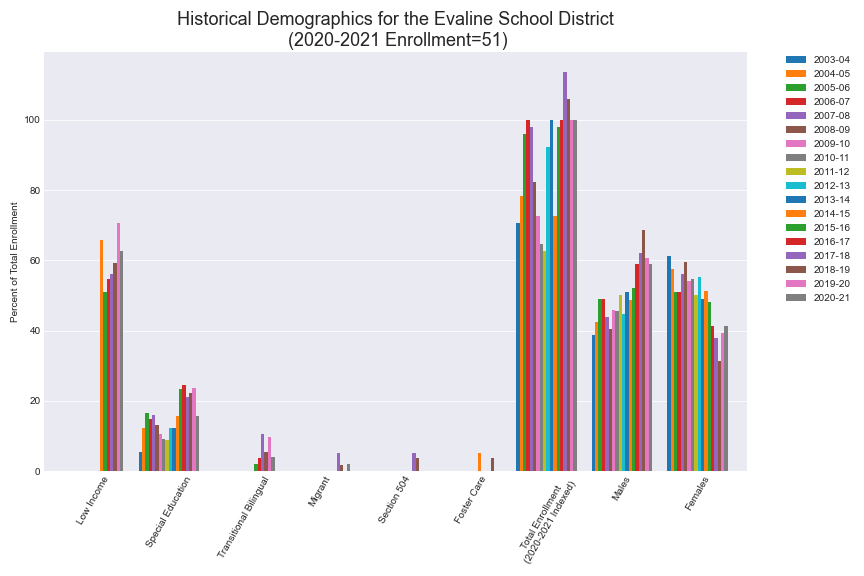 Historical Demographics for the Evaline School District
(2020-2021 Enrollment=51)
Percent of Total Enrollment
100
80
60
40
20
0
Low Income
Special Education
Transitional Bilingual
Migrant
Section 504
Foster Care
Total Enrollment
(2020-2021 Indexed)
Males
Females
2003-04
2004-05
2005-06
2006-07
2007-08
2008-09
2009-10
2010-11
2011-12
2012-13
2013-14
2014-15
2015-16
2016-17
2017-18
2018-19
2019-20
2020-21